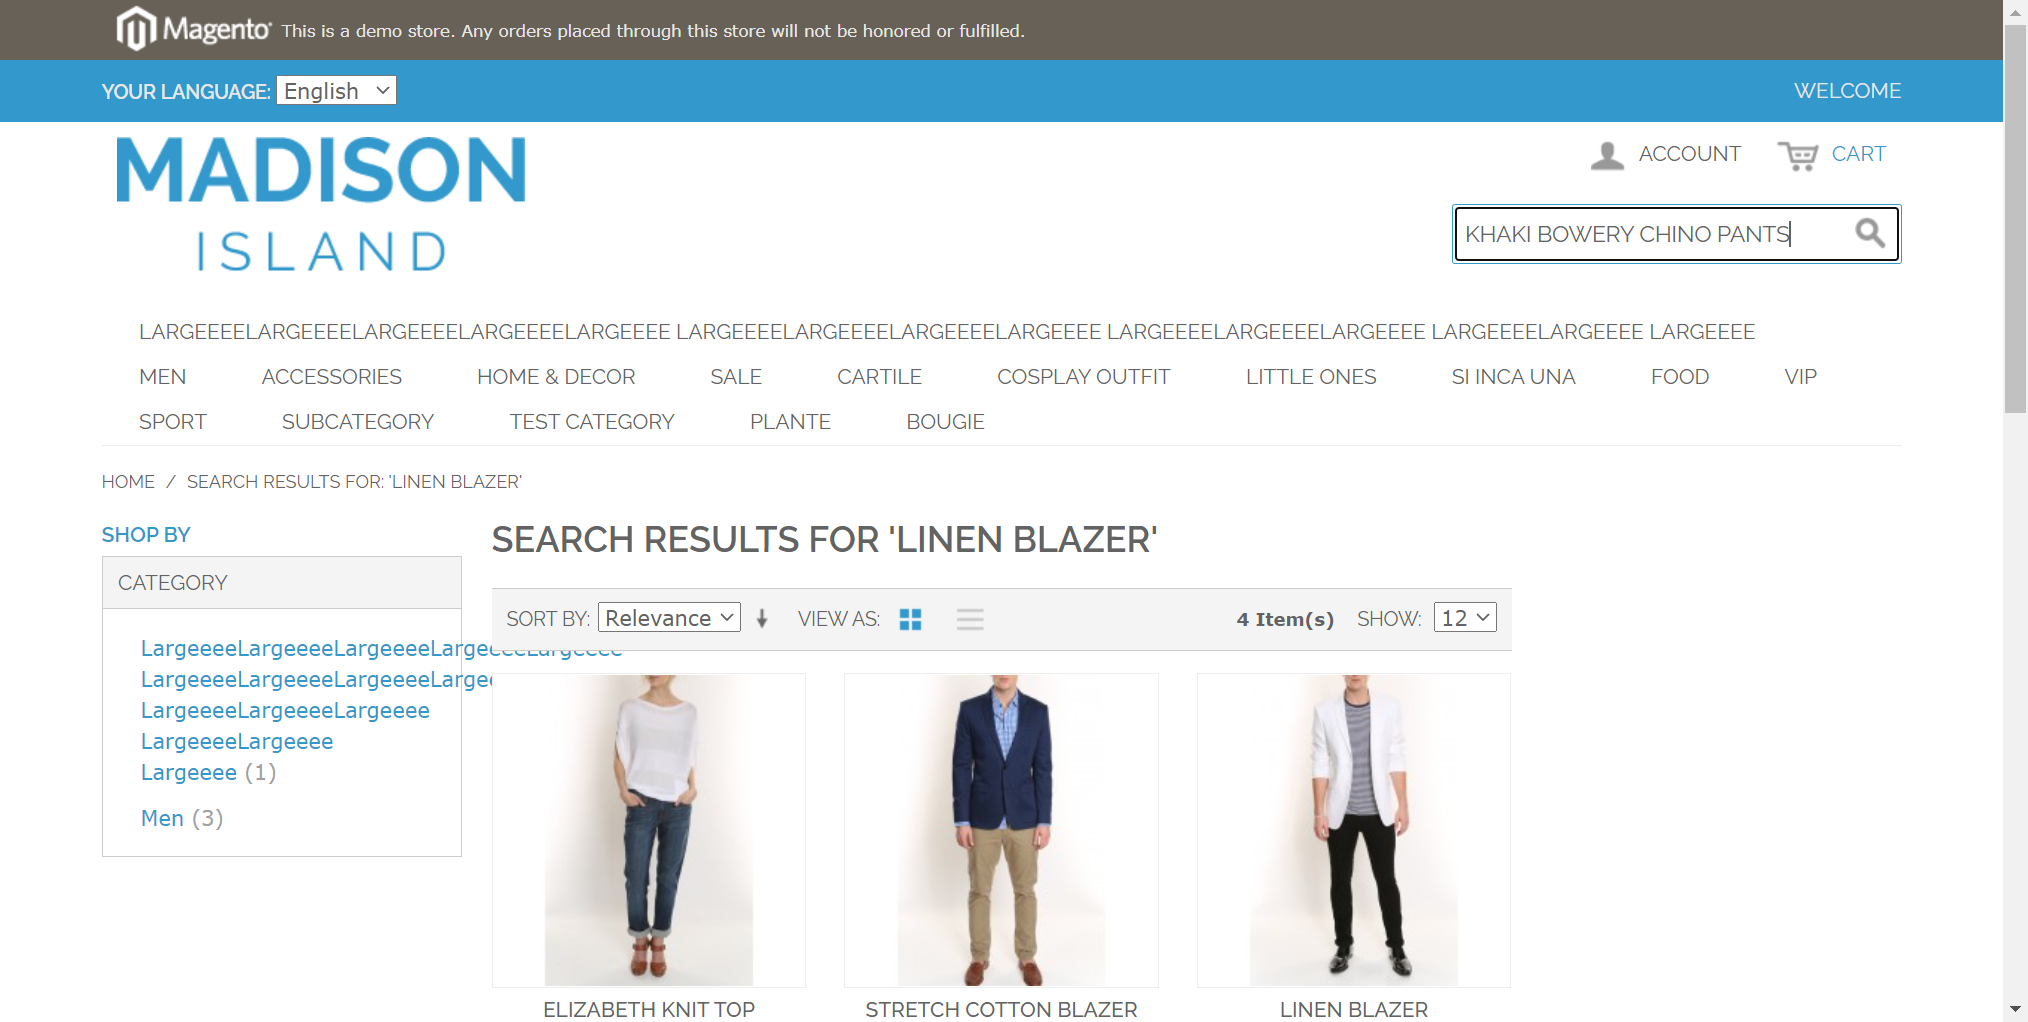 Magento This is a demo store. Any orders placed through this store will not be honored or fulfilled.
YOUR LANGUAGE: English WELCOME
MADISON
ISLAND
ACCOUNT CART
KHAKI BOWERY CHINO PANTS
LARGEEEELARGEEEELARGEEEELARGEEEELARGEEEE LARGEEEELARGEEEELARGEEEELARGEEEE LARGEEEELARGEEEELARGEEEE LARGEEEELARGEEEE LARGEEEE
MEN ACCESSORIES HOME & DECOR SALE CARTILE COSPLAY OUTFIT LITTLE ONES SI INCA UNA FOOD VIP
SPORT SUBCATEGORY TEST CATEGORY PLANTE BOUGIE
HOME / SEARCH RESULTS FOR: 'LINEN BLAZER'
SHOP BY
CATEGORY
LargeeeeLargeeeeLargeeeeLargeeeeLargeeee
LargeeeeLargeeeeLargeeeeLargee
LargeeeeLargeeeeLargeeee
LargeeeeLargeeee
Largeeee (1)
Men (3)
SEARCH RESULTS FOR 'LINEN BLAZER'
SORT BY: Relevance VIEW AS: 4 Item(s) SHOW: 12
ELIZABETH KNIT TOP
STRETCH COTTON BLAZER
LINEN BLAZER